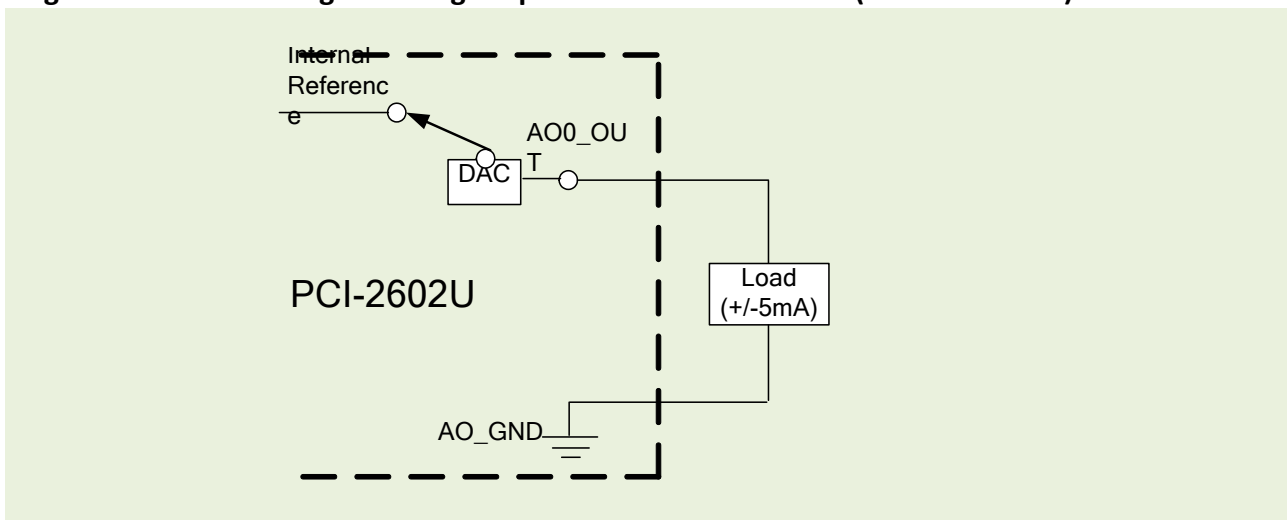 Internal
Referenc
e
AO0_OU
T
DAC
PCI-2602U
Load
(+/-5mA)
AO_GND